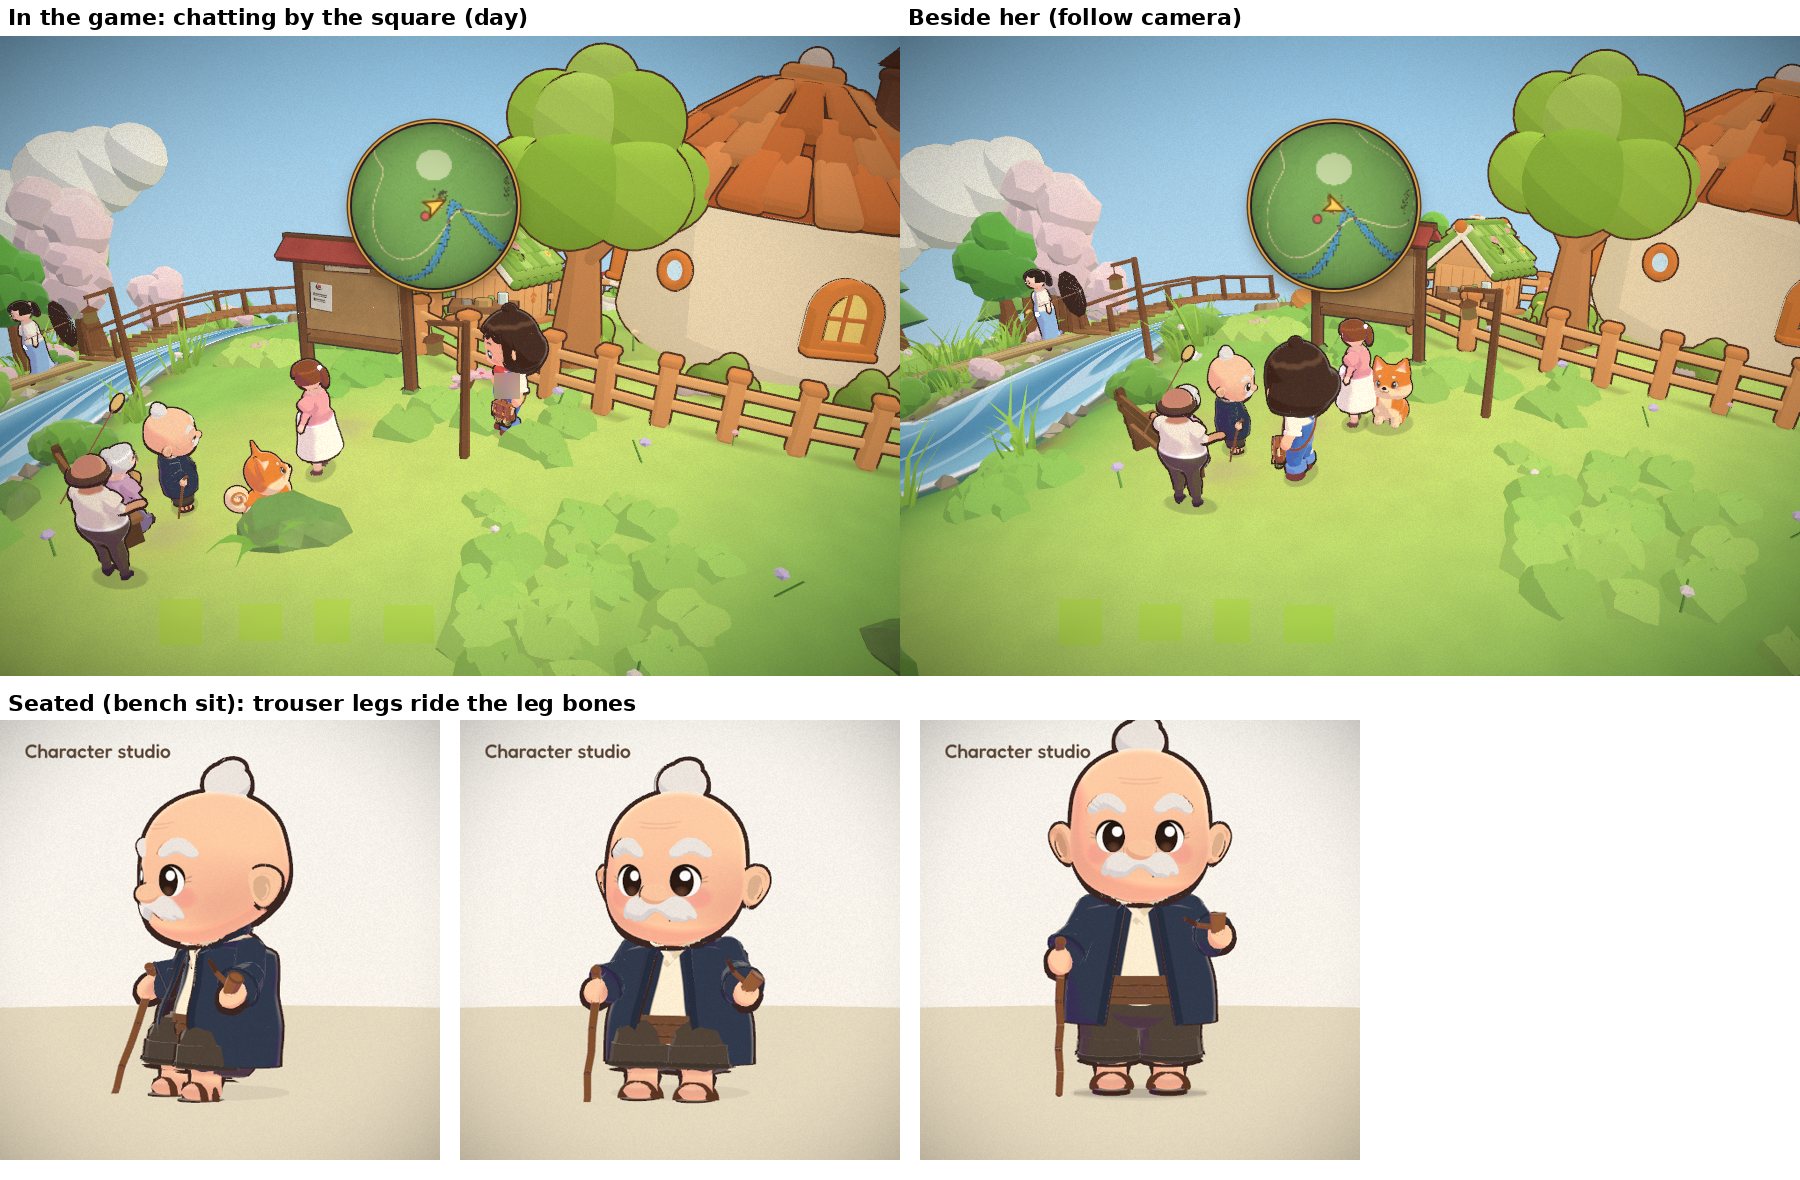 In the game: chatting by the square (day)
Beside her (follow camera)
Seated (bench sit): trouser legs ride the leg bones
Character studio
Character studio
Character studio